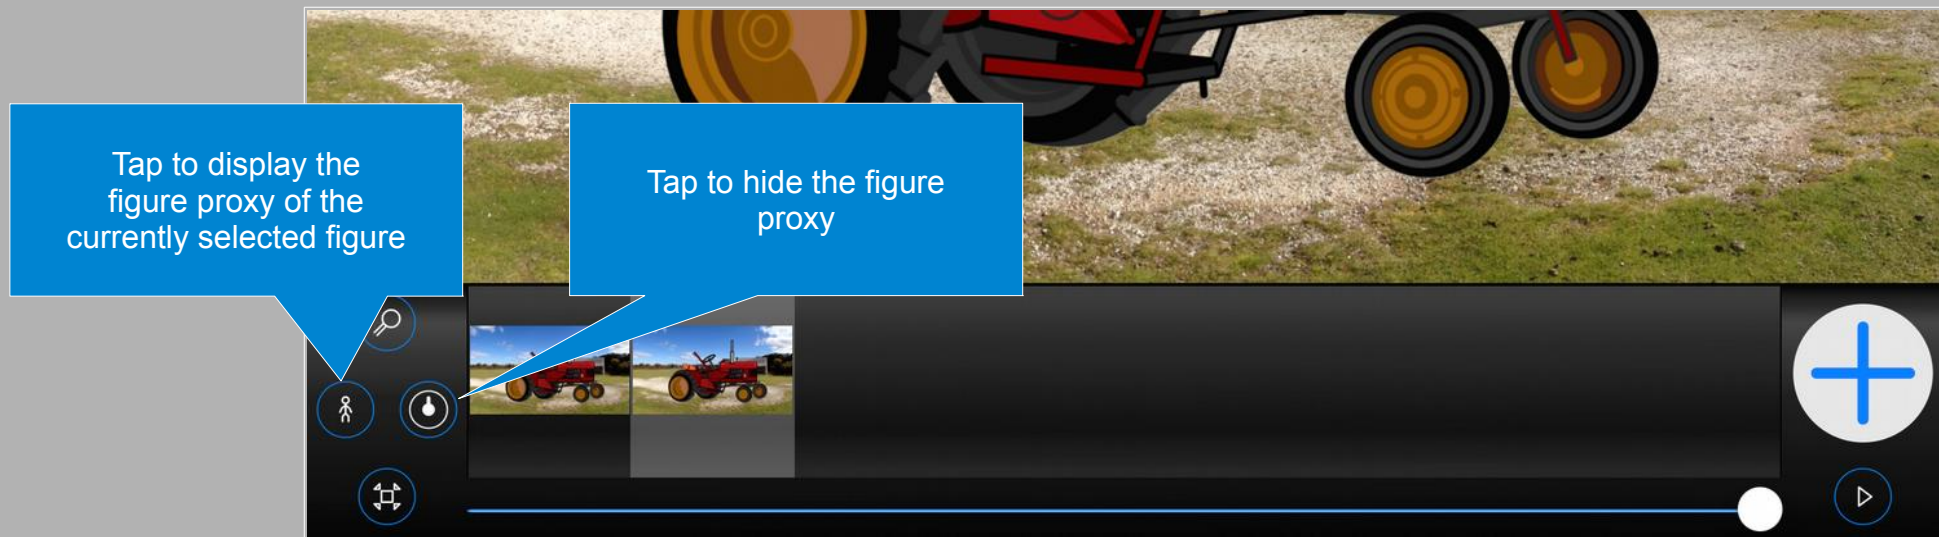 Tap to display the
figure proxy of the
currently selected figure
Tap to hide the figure
proxy